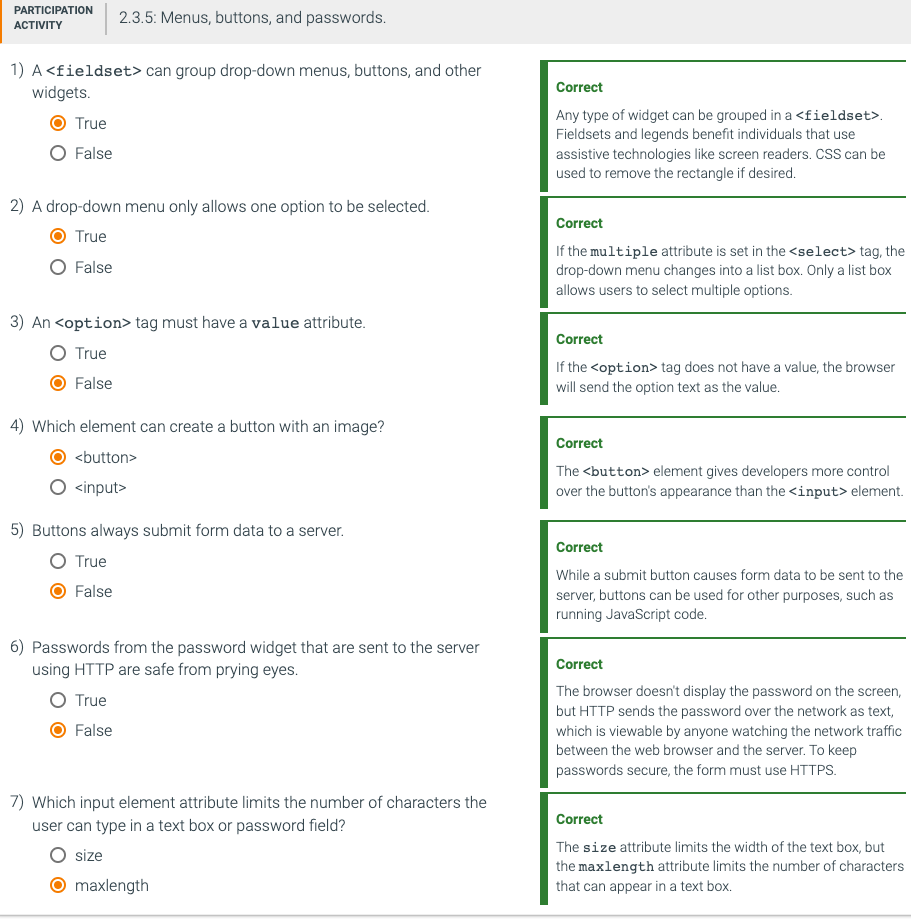 PARTICIPATION
ACTIVITY
2.3.5: Menus, buttons, and passwords.
1) A <fieldset> can group drop-down menus, buttons, and other
widgets.
True
False
Correct
Any type of widget can be grouped in a <fieldset>.
Fieldsets and legends benefit individuals that use
assistive technologies like screen readers. CSS can be
used to remove the rectangle if desired.
2) A drop-down menu only allows one option to be selected.
True
False
Correct
If the multiple attribute is set in the <select> tag, the
drop-down menu changes into a list box. Only a list box
allows users to select multiple options.
3) An <option> tag must have a value attribute.
True
False
Correct
If the <option> tag does not have a value, the browser
will send the option text as the value.
4) Which element can create a button with an image?
<button>
<input>
Correct
The <button> element gives developers more control
over the button's appearance than the <input> element.
5) Buttons always submit form data to a server.
True
False
Correct
While a submit button causes form data to be sent to the
server, buttons can be used for other purposes, such as
running JavaScript code.
6) Passwords from the password widget that are sent to the server
using HTTP are safe from prying eyes.
True
False
Correct
The browser doesn't display the password on the screen,
but HTTP sends the password over the network as text,
which is viewable by anyone watching the network traffic
between the web browser and the server. To keep
passwords secure, the form must use HTTPS.
7) Which input element attribute limits the number of characters the
user can type in a text box or password field?
size
maxlength
Correct
The size attribute limits the width of the text box, but
the maxlength attribute limits the number of characters
that can appear in a text box.